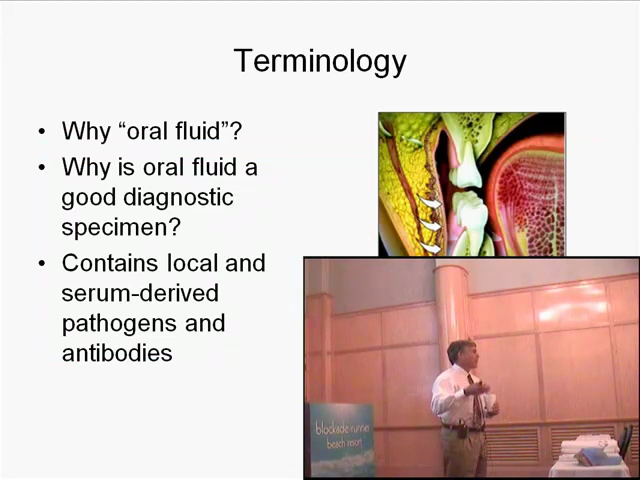 Terminology
• Why “oral fluid”?
• Why is oral fluid a
good diagnostic
specimen?
• Contains local and
serum-derived
pathogens and
antibodies
blockade runner
beach resort